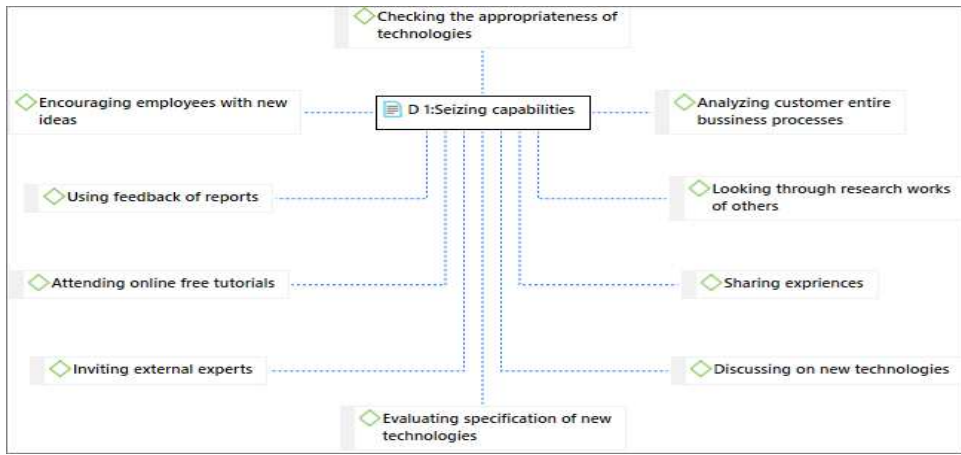 Checking the appropriateness of
technologies
Encouraging employees with new
ideas
D 1:Seizing capabilities
Analyzing customer entire
bussiness processes
Using feedback of reports
Looking through research works
of others
Attending online free tutorials
Sharing expriences
Inviting external experts
Discussing on new technologies
Evaluating specification of new
technologies